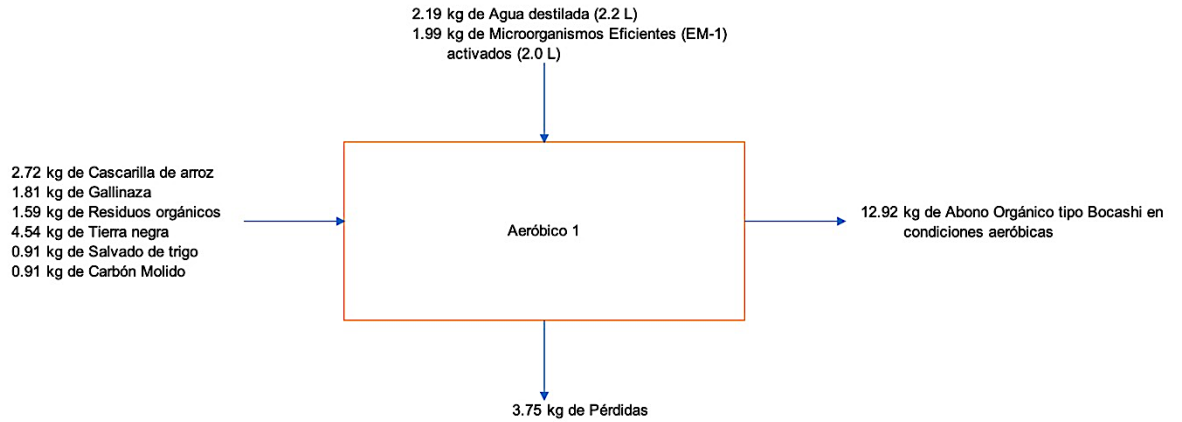 2.19 kg de Agua destilada (2.2 L)
1.99 kg de Microorganismos Eficientes (EM-1)
activados (2.0 L)
2.72 kg de Cascarilla de arroz
1.81 kg de Gallinaza
1.59 kg de Residuos orgánicos
4.54 kg de Tierra negra
0.91 kg de Salvado de trigo
0.91 kg de Carbón Molido
Aeróbico 1
12.92 kg de Abono Orgánico tipo Bocashi en
condiciones aeróbicas
3.75 kg de Pérdidas